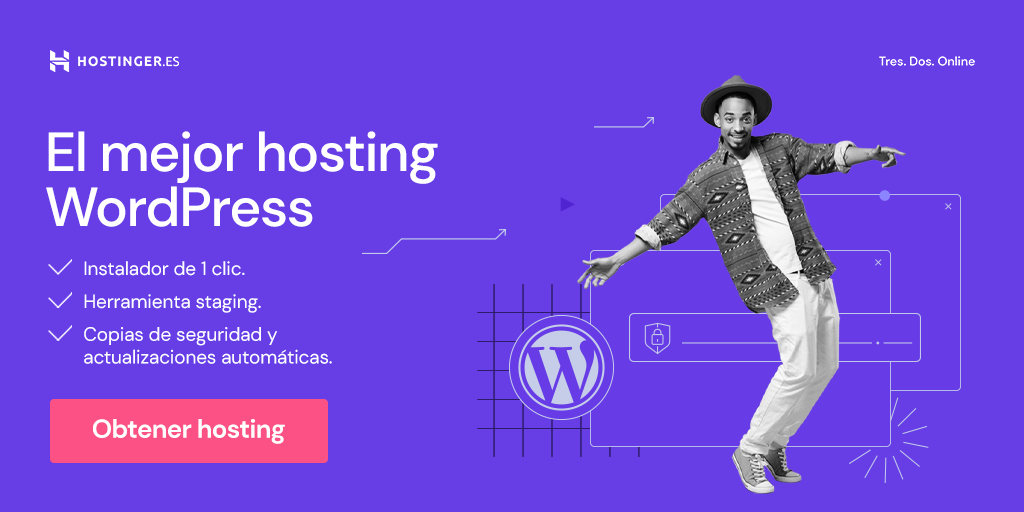 HOSTINGER.ES
Tres. Dos. Online
El mejor hosting
WordPress
Instalador de 1 clic.
Herramienta staging.
Copias de seguridad y
actualizaciones automáticas.
Obtener hosting
W